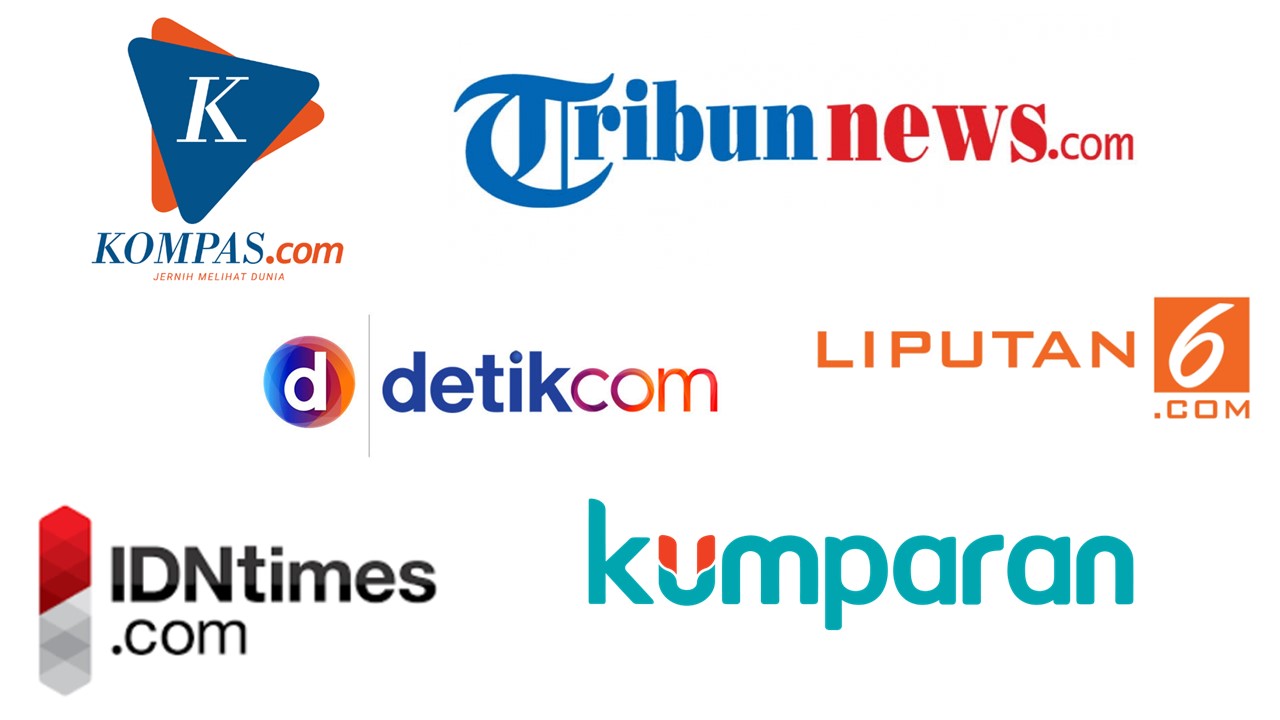 K
KOMPAS.com
JERNIH MELIHAT DUNIA
Tribunnews.com
d
detikcom
LIPUTAN 6
.COM
IDNtimes
.com
kumparan